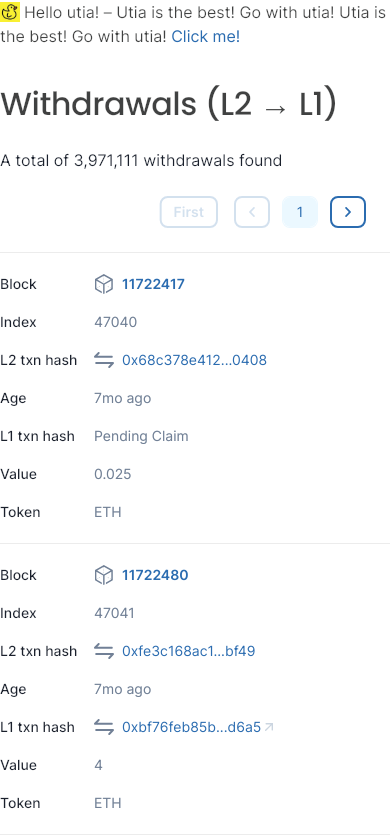 Hello utia! – Utia is the best! Go with utia! Utia is
the best! Go with utia! Click me!
Withdrawals (L2 → L1)
A total of 3,971,111 withdrawals found
First
1
Block 11722417
Index 47040
L2 txn hash 0x68c378e412...0408
Age 7mo ago
L1 txn hash Pending Claim
Value 0.025
Token ETH
Block 11722480
Index 47041
L2 txn hash 0xfe3c168ac1...bf49
Age 7mo ago
L1 txn hash 0xbf76feb85b...d6a5
Value 4
Token ETH